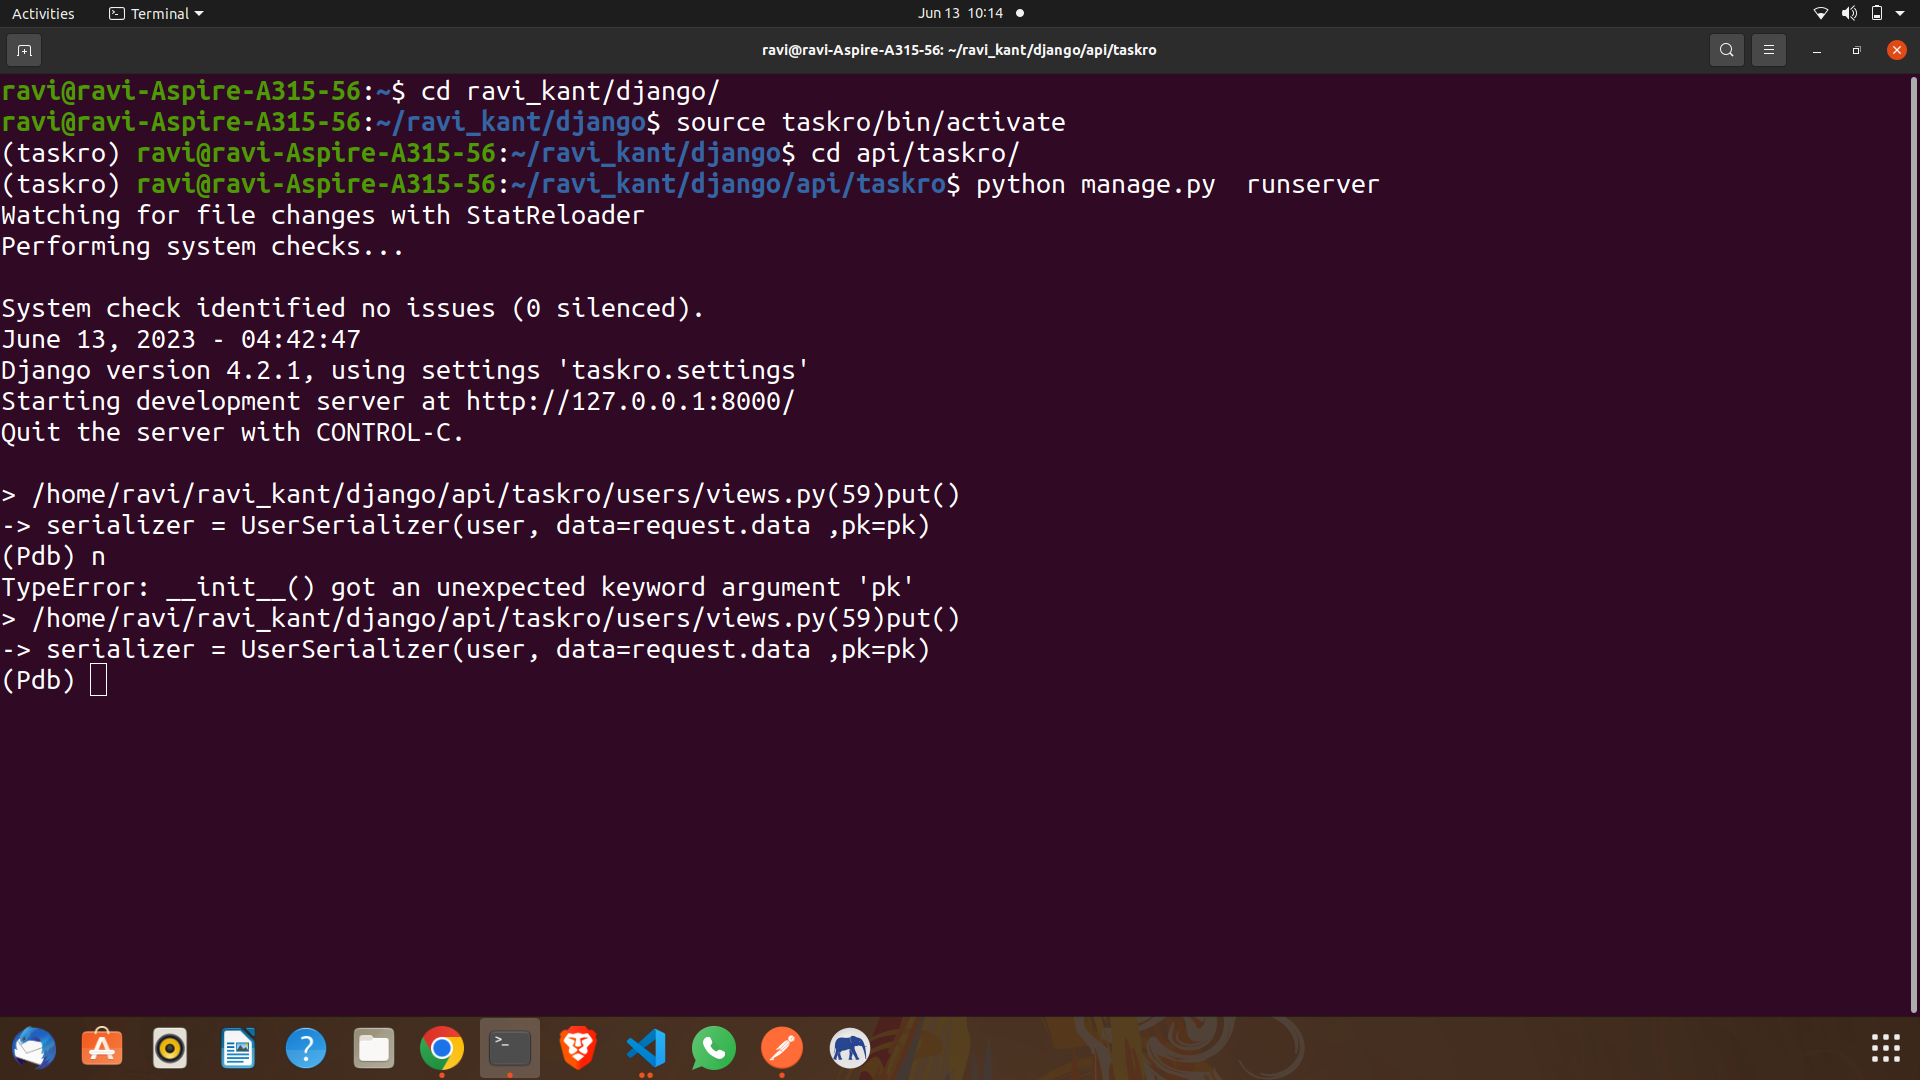 Activities
Terminal
Jun 13 10:14
ravi@ravi-Aspire-A315-56: ~/ravi_kant/django/api/taskro
ravi@ravi-Aspire-A315-56:~$ cd ravi_kant/django/
ravi@ravi-Aspire-A315-56:~/ravi_kant/django$ source taskro/bin/activate
(taskro) ravi@ravi-Aspire-A315-56:~/ravi_kant/django$ cd api/taskro/
(taskro) ravi@ravi-Aspire-A315-56:~/ravi_kant/django/api/taskro$ python manage.py  runserver
Watching for file changes with StatReloader
Performing system checks...
System check identified no issues (0 silenced).
June 13, 2023 - 04:42:47
Django version 4.2.1, using settings 'taskro.settings'
Starting development server at http://127.0.0.1:8000/
Quit the server with CONTROL-C.
> /home/ravi/ravi_kant/django/api/taskro/users/views.py(59)put()
-> serializer = UserSerializer(user, data=request.data ,pk=pk)
(Pdb) n
TypeError: __init__() got an unexpected keyword argument 'pk'
> /home/ravi/ravi_kant/django/api/taskro/users/views.py(59)put()
-> serializer = UserSerializer(user, data=request.data ,pk=pk)
(Pdb)